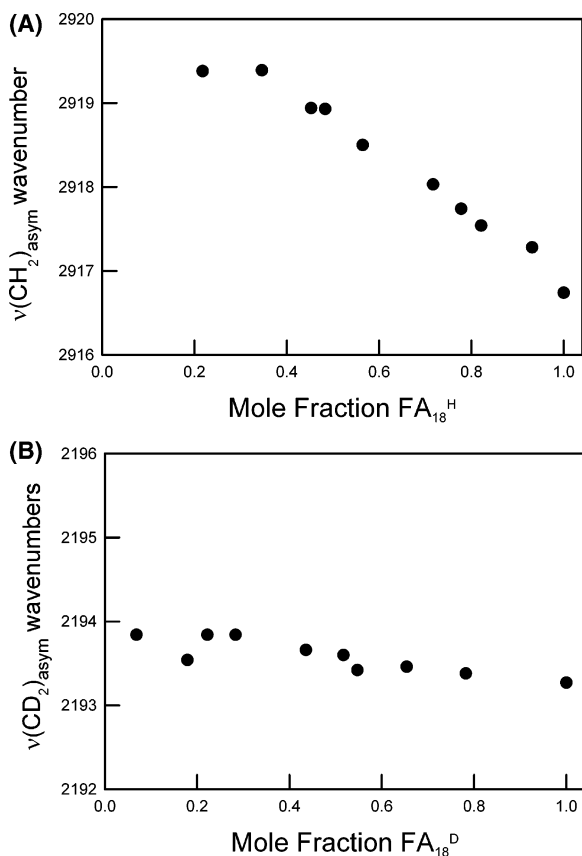 (A)
2920
2919
2918
2917
2916
ν(CH₂)asym wavenumber
0.0 0.2 0.4 0.6 0.8 1.0
Mole Fraction FA₁₈ᴴ
(B)
2196
2195
2194
2193
2192
ν(CD₂)asym wavenumbers
0.0 0.2 0.4 0.6 0.8 1.0
Mole Fraction FA₁₈ᴰ